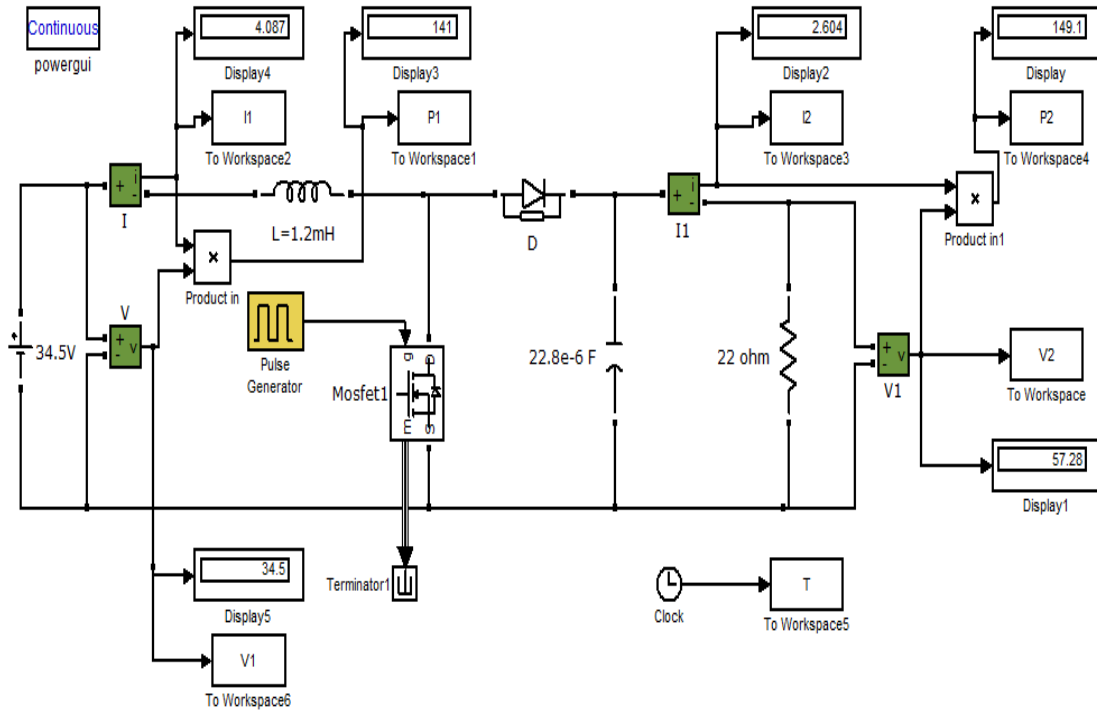 Continuous
powergui
4.087
Display4
141
Display3
2.604
Display2
149.1
Display
I1
To Workspace2
P1
To Workspace1
I2
To Workspace3
P2
To Workspace4
+
-
i
I
L=1.2mH
D
+
-
i
I1
×
Product in1
×
Product in
V
+
-
v
34.5V
Pulse
Generator
Mosfet1
g
D
m
S
22.8e-6 F
22 ohm
+
-
v
V1
V2
To Workspace
57.28
Display1
34.5
Display5
Terminator1
Clock
T
To Workspace5
V1
To Workspace6